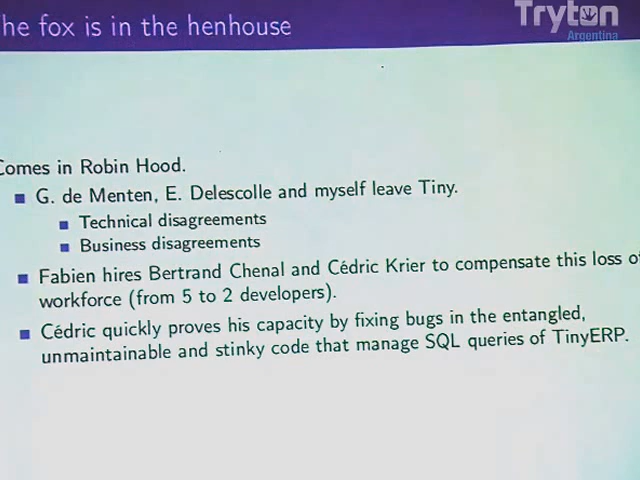 he fox is in the henhouse
Tryton
Argentina
Comes in Robin Hood.
G. de Menten, E. Delescolle and myself leave Tiny.
Technical disagreements
Business disagreements
Fabien hires Bertrand Chenal and Cédric Krier to compensate this loss of
workforce (from 5 to 2 developers).
Cédric quickly proves his capacity by fixing bugs in the entangled,
unmaintainable and stinky code that manage SQL queries of TinyERP.